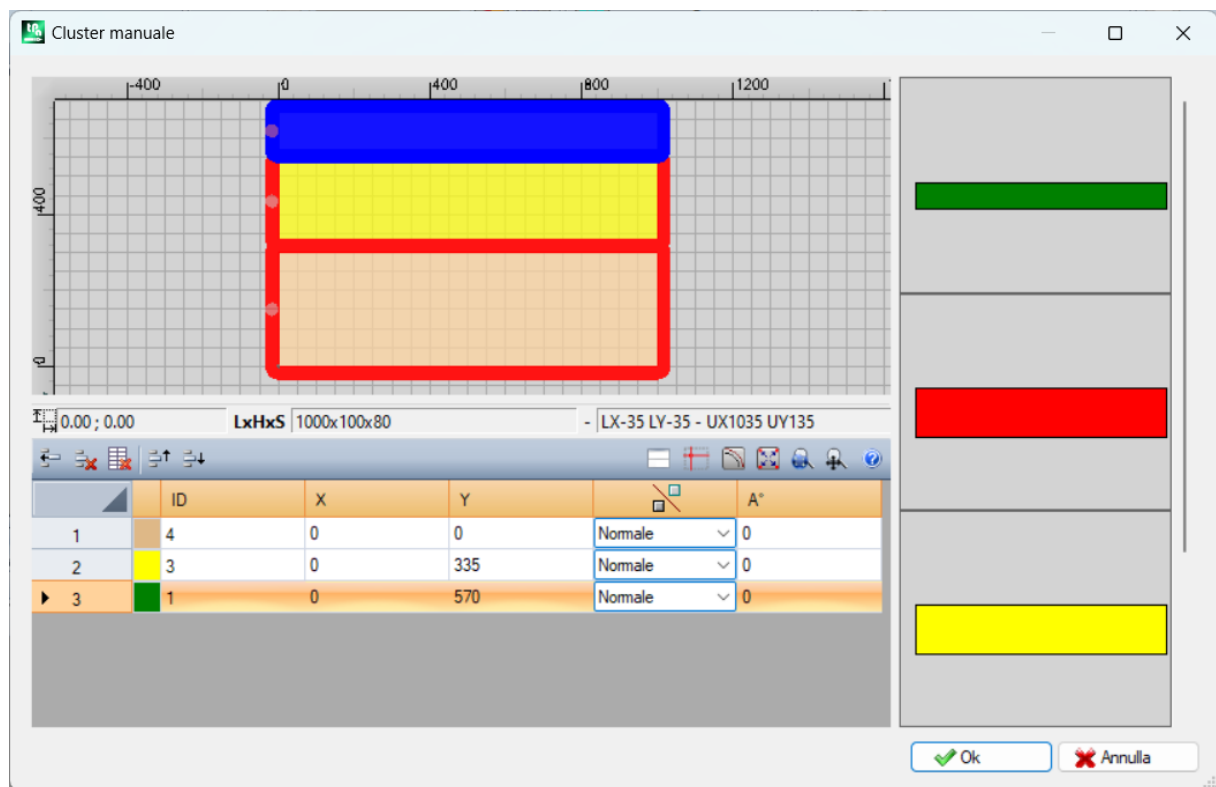 Cluster manuale
-400 0 400 800 1200
400
0
0.00 ; 0.00 LxHxS 1000x100x80 - LX-35 LY-35 - UX1035 UY135
ID X Y A°
1 4 0 0 Normale 0
2 3 0 335 Normale 0
3 1 0 570 Normale 0
Ok Annulla